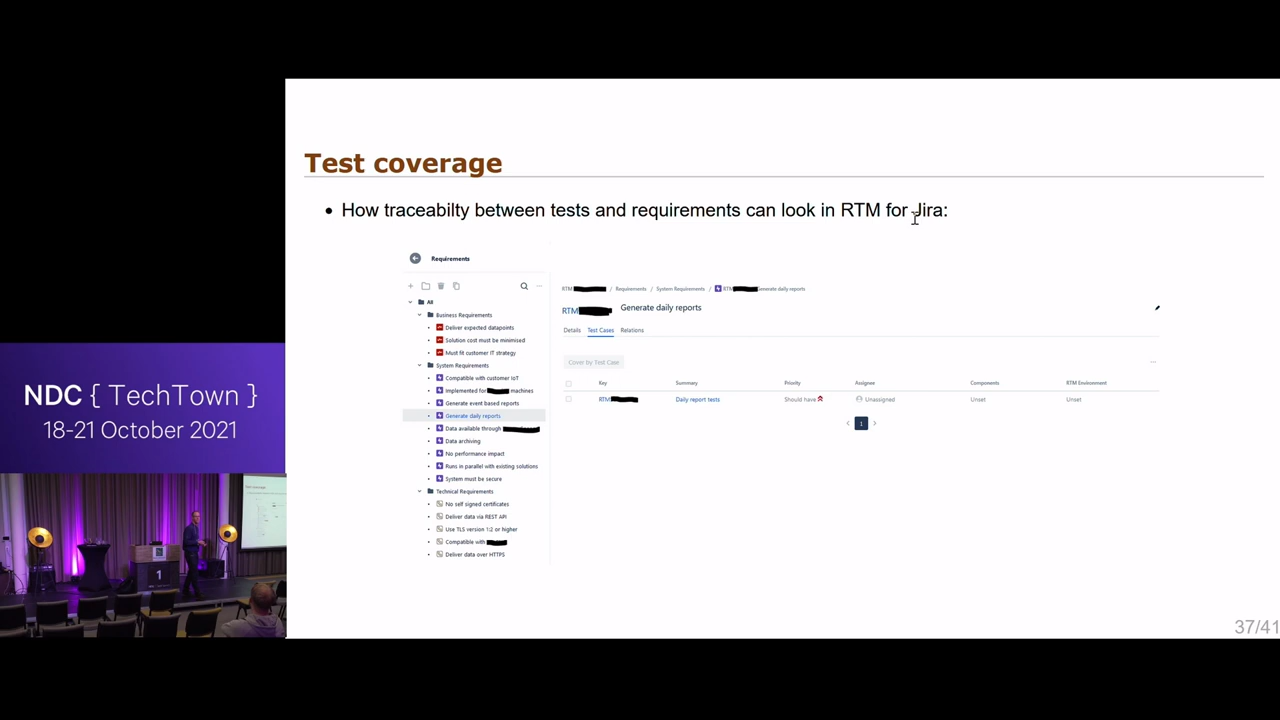 Test coverage
• How traceabilty between tests and requirements can look in RTM for Jira:
Requirements
All
Business Requirements
Deliver expected datapoints
Solution cost must be minimised
Must fit customer IT strategy
System Requirements
Compatible with customer IoT
Implemented for machines
Generate event based reports
Generate daily reports
Data available through
Data archiving
No performance impact
Runs in parallel with existing solutions
System must be secure
Technical Requirements
No self signed certificates
Deliver data via REST API
Use TLS version 1.2 or higher
Compatible with
Deliver data over HTTPS
RTM / Requirements / System Requirements / RTM Generate daily reports
RTM Generate daily reports
Details Test Cases Relations
Cover by Test Case
Key Summary Priority Assignee Components RTM Environment
RTM Daily report tests Should have Unassigned Unset Unset
1
37/41
NDC { TechTown }
18-21 October 2021
1